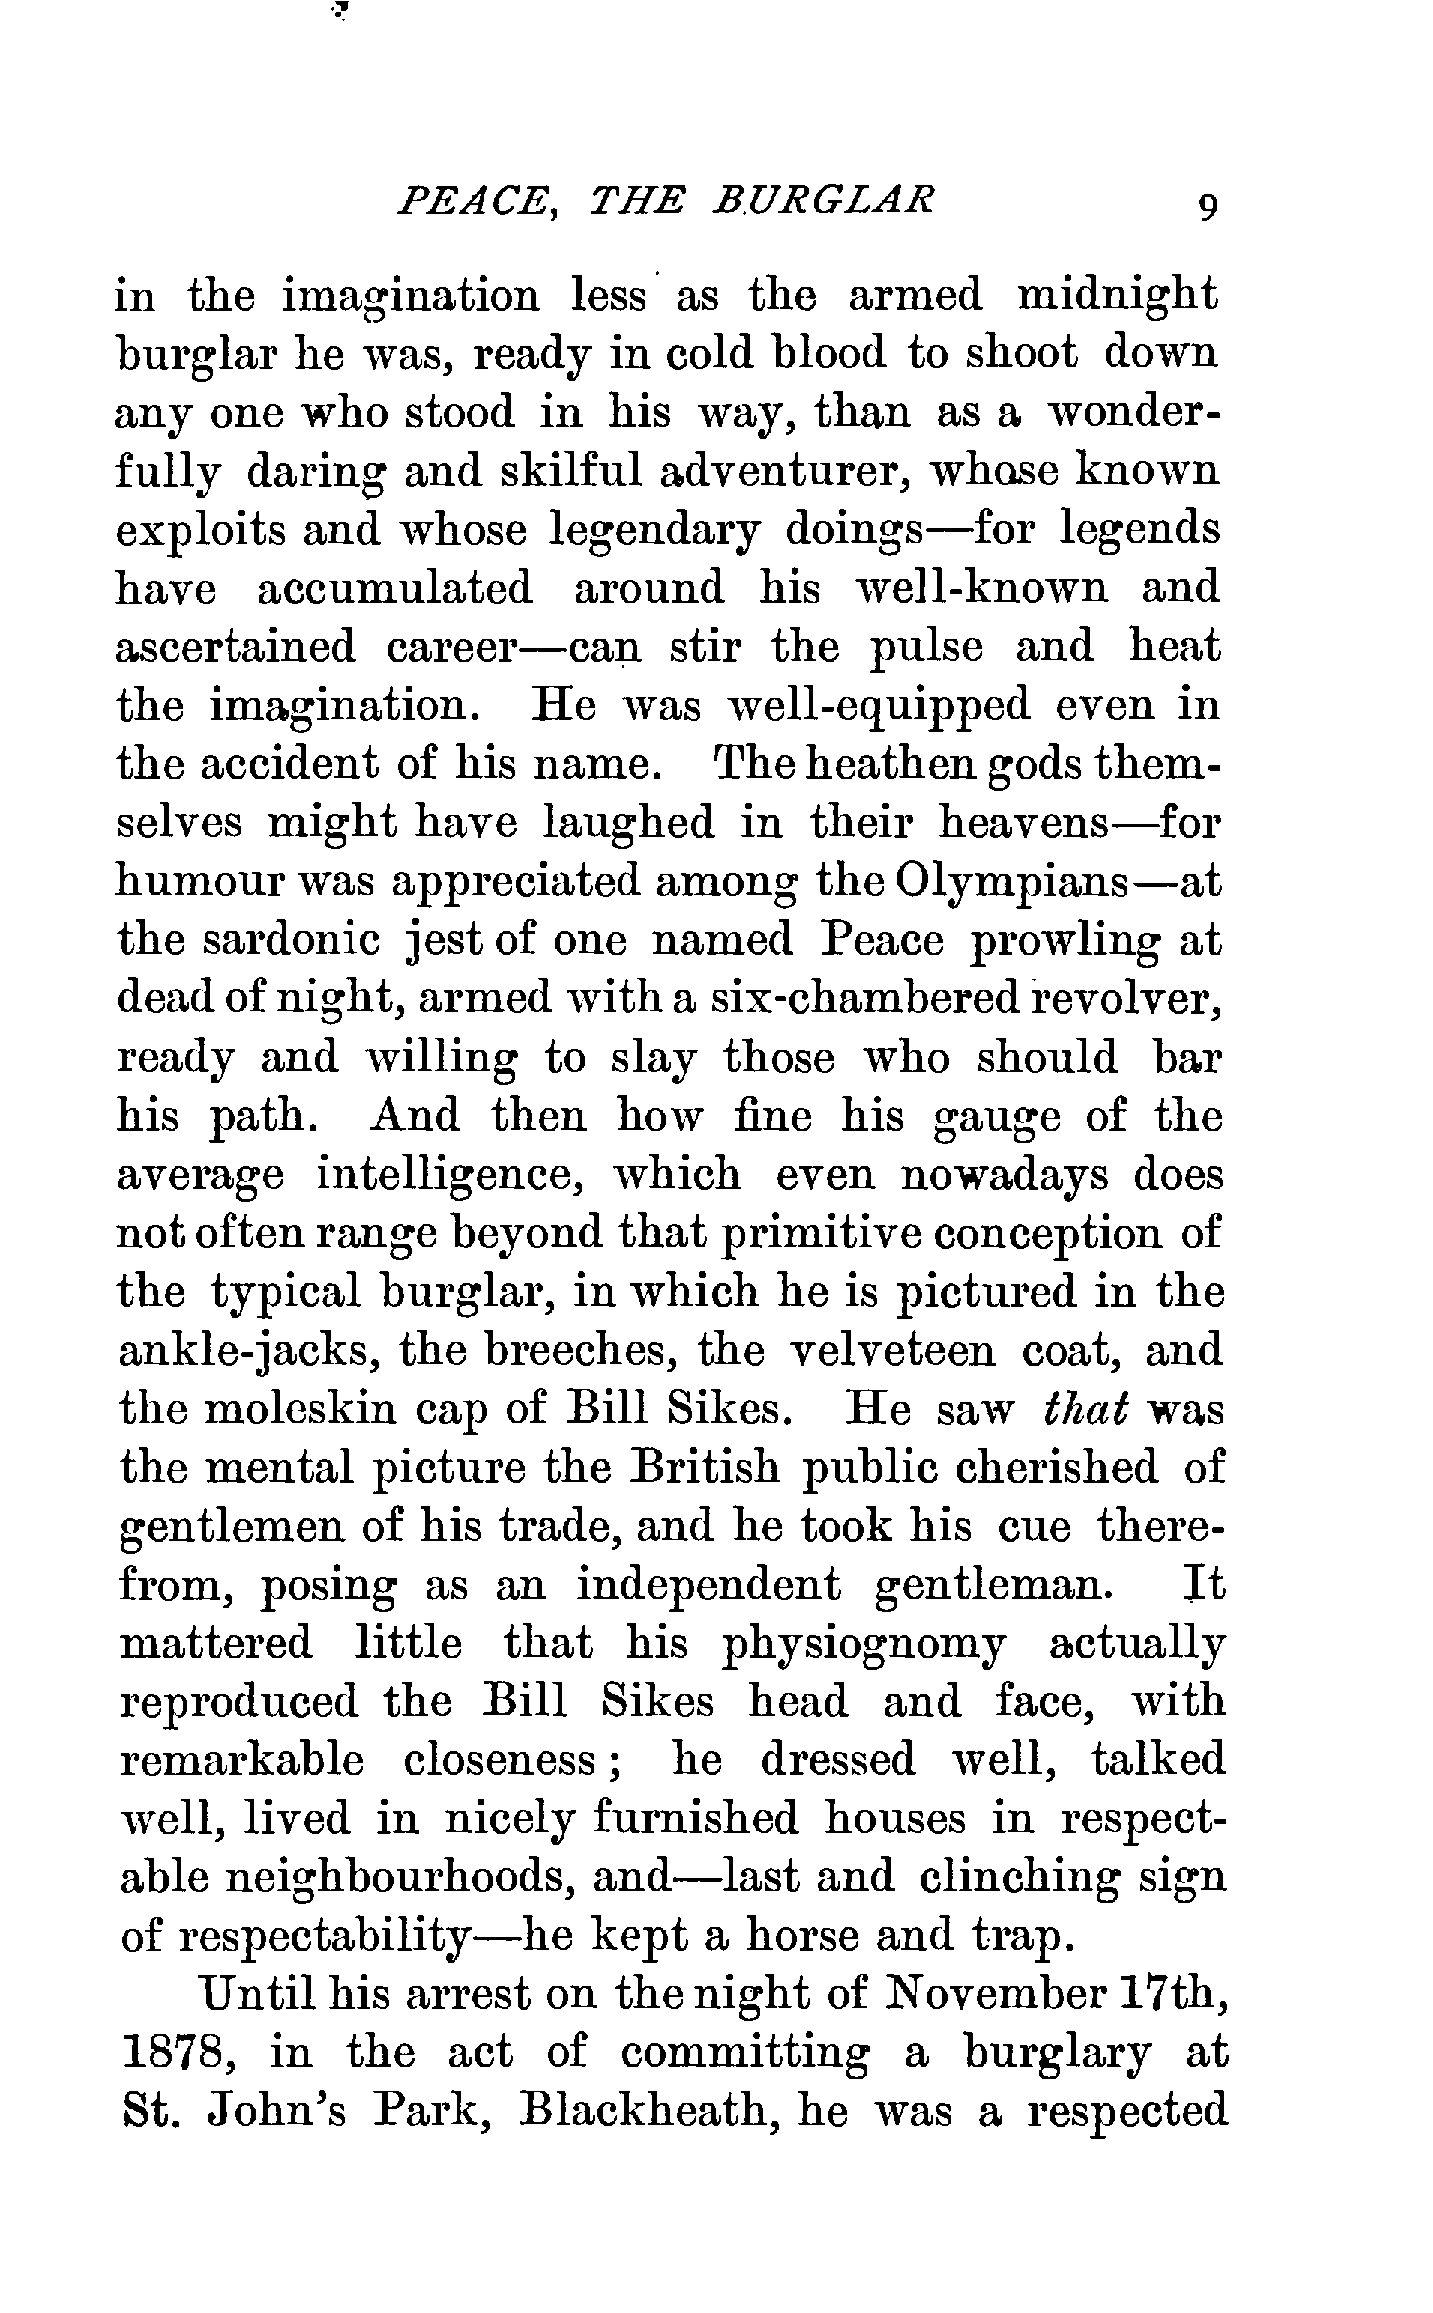 PEACE, THE BURGLAR 9
in the imagination less as the armed midnight
burglar he was, ready in cold blood to shoot down
any one who stood in his way, than as a wonder-
fully daring and skilful adventurer, whose known
exploits and whose legendary doings—for legends
have accumulated around his well-known and
ascertained career—can stir the pulse and heat
the imagination. He was well-equipped even in
the accident of his name. The heathen gods them-
selves might have laughed in their heavens—for
humour was appreciated among the Olympians—at
the sardonic jest of one named Peace prowling at
dead of night, armed with a six-chambered revolver,
ready and willing to slay those who should bar
his path. And then how fine his gauge of the
average intelligence, which even nowadays does
not often range beyond that primitive conception of
the typical burglar, in which he is pictured in the
ankle-jacks, the breeches, the velveteen coat, and
the moleskin cap of Bill Sikes. He saw that was
the mental picture the British public cherished of
gentlemen of his trade, and he took his cue there-
from, posing as an independent gentleman. It
mattered little that his physiognomy actually
reproduced the Bill Sikes head and face, with
remarkable closeness; he dressed well, talked
well, lived in nicely furnished houses in respect-
able neighbourhoods, and—last and clinching sign
of respectability—he kept a horse and trap.
Until his arrest on the night of November 17th,
1878, in the act of committing a burglary at
St. John's Park, Blackheath, he was a respected